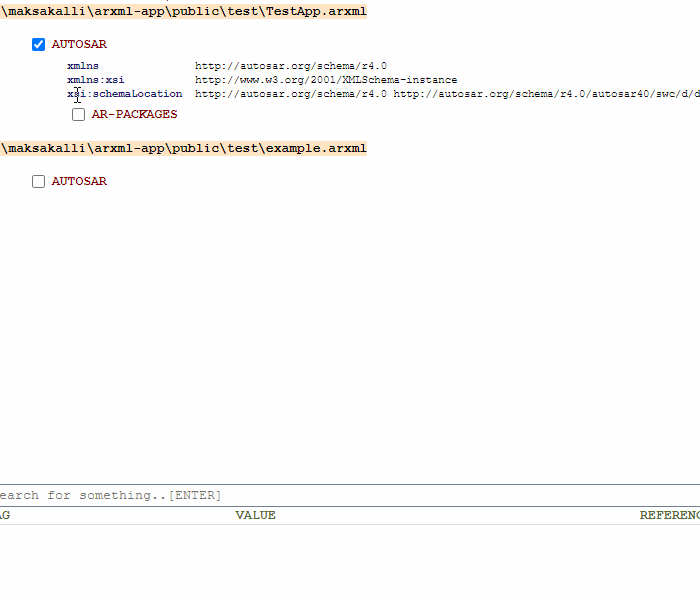 \maksakalli\arxml-app\public\test\TestApp.arxml
AUTOSAR
xmlns http://autosar.org/schema/r4.0
xmlns:xsi http://www.w3.org/2001/XMLSchema-instance
xsi:schemaLocation http://autosar.org/schema/r4.0 http://autosar.org/schema/r4.0/autosar40/swc/d/d
AR-PACKAGES
\maksakalli\arxml-app\public\test\example.arxml
AUTOSAR
earch for something..[ENTER]
AG VALUE REFERENC